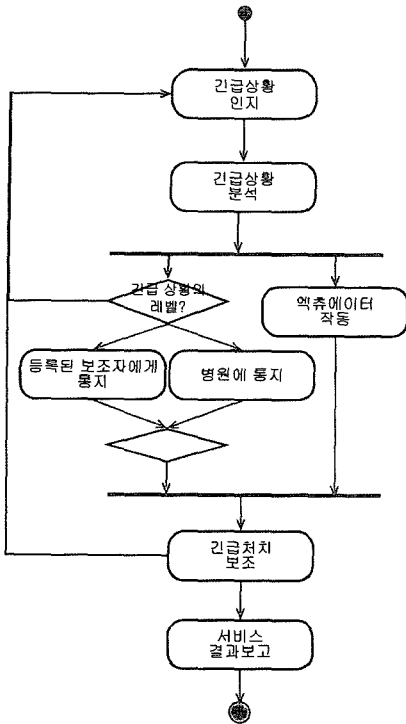 긴급상황
인지
긴급상황
분석
긴급 상황의
레벨?
엑츄에이터
작동
등록된 보조자에게
통지
병원에 통지
긴급처치
보조
서비스
결과보고